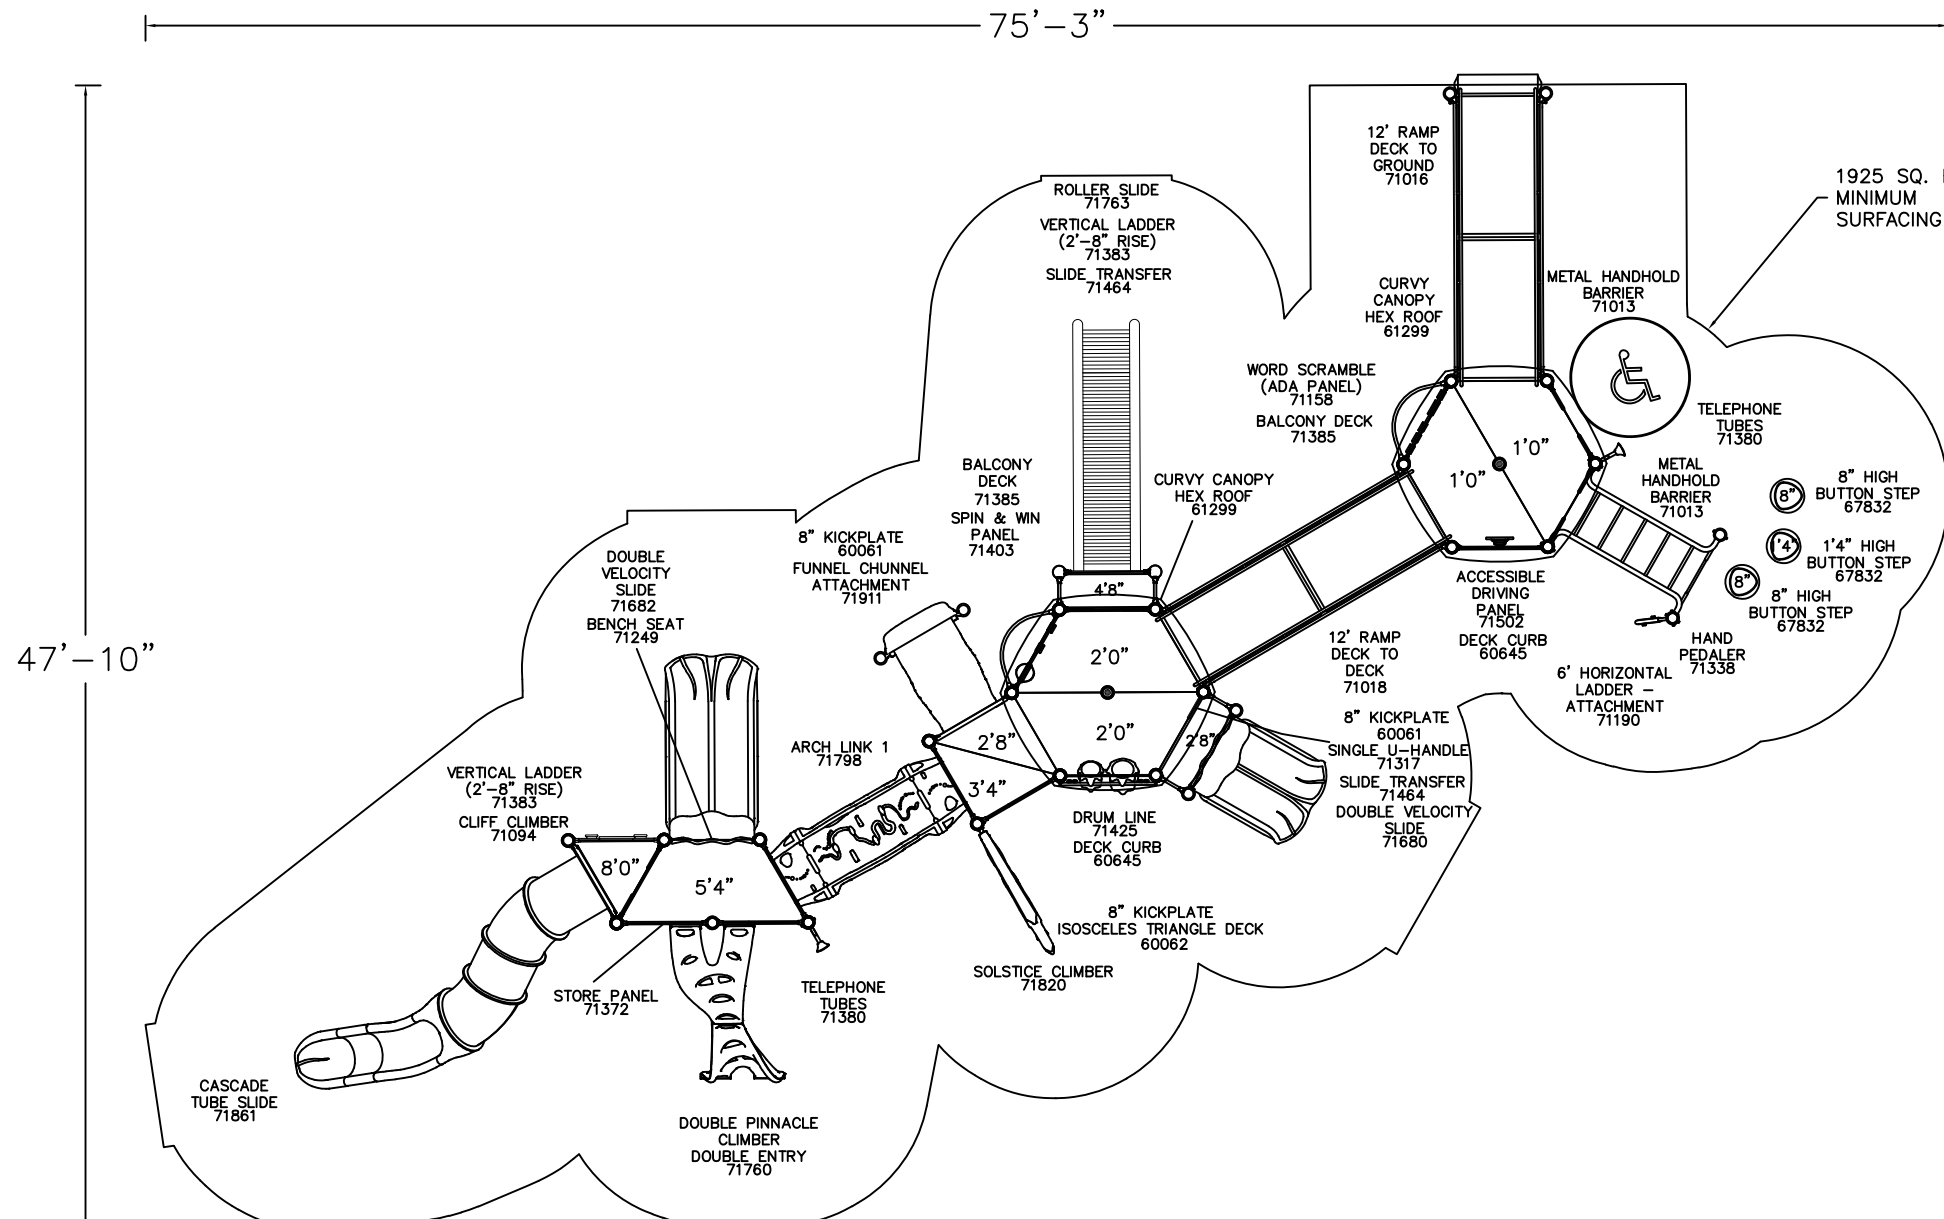 75'-3"
47'-10"
12' RAMP
DECK TO
GROUND
71016
1925 SQ.
MINIMUM
SURFACING
ROLLER SLIDE
71763
VERTICAL LADDER
(2'-8" RISE)
71383
SLIDE TRANSFER
71464
CURVY
CANOPY
HEX ROOF
61299
METAL HANDHOLD
BARRIER
71013
WORD SCRAMBLE
(ADA PANEL)
71158
BALCONY DECK
71385
TELEPHONE
TUBES
71380
1'0"
1'0"
BALCONY
DECK
71385
SPIN & WIN
PANEL
71403
CURVY CANOPY
HEX ROOF
61299
METAL
HANDHOLD
BARRIER
71013
8"
8" HIGH
BUTTON STEP
67832
1'4"
1'4" HIGH
BUTTON STEP
67832
8"
8" HIGH
BUTTON STEP
67832
8" KICKPLATE
60061
FUNNEL CHUNNEL
ATTACHMENT
71911
DOUBLE
VELOCITY
SLIDE
71682
BENCH SEAT
71249
4'8"
ACCESSIBLE
DRIVING
PANEL
71502
DECK CURB
60645
HAND
PEDALER
71338
12' RAMP
DECK TO
DECK
71018
6' HORIZONTAL
LADDER –
ATTACHMENT
71190
2'0"
2'0"
2'8"
2'8"
3'4"
8" KICKPLATE
60061
SINGLE U-HANDLE
71317
SLIDE TRANSFER
71464
DOUBLE VELOCITY
SLIDE
71680
ARCH LINK 1
71798
VERTICAL LADDER
(2'-8" RISE)
71383
CLIFF CLIMBER
71094
DRUM LINE
71425
DECK CURB
60645
8'0"
5'4"
8" KICKPLATE
ISOSCELES TRIANGLE DECK
60062
SOLSTICE CLIMBER
71820
STORE PANEL
71372
TELEPHONE
TUBES
71380
CASCADE
TUBE SLIDE
71861
DOUBLE PINNACLE
CLIMBER
DOUBLE ENTRY
71760